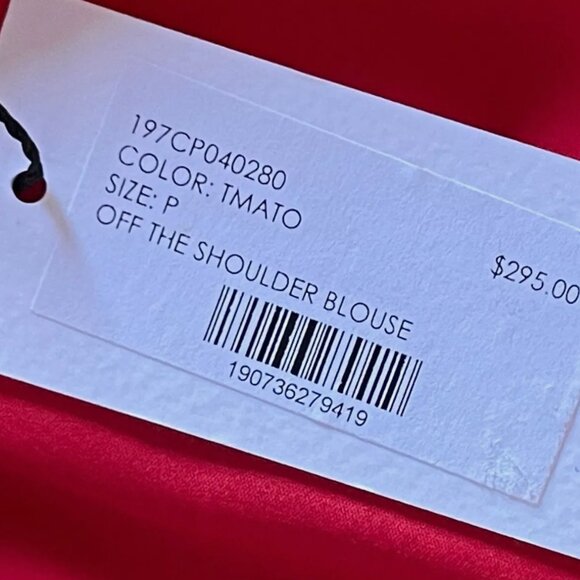 197CP040280
COLOR: TMATO
SIZE: P
OFF THE SHOULDER BLOUSE
$295.00
190736279419